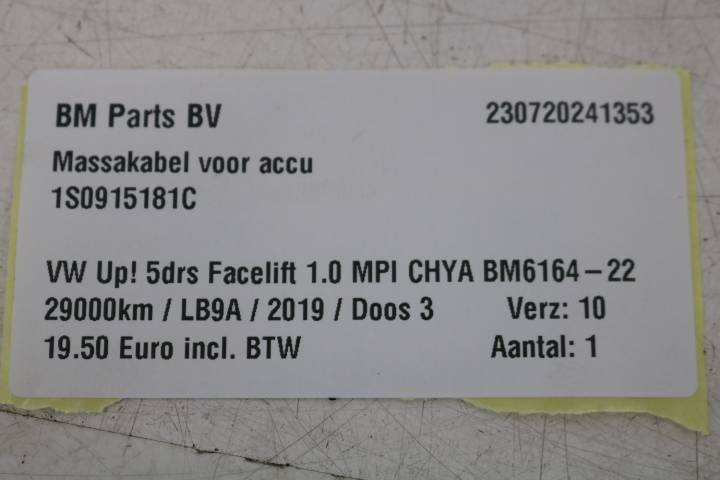 BM Parts BV 230720241353
Massakabel voor accu
1S0915181C
VW Up! 5drs Facelift 1.0 MPI CHYA BM6164-22
29000km / LB9A / 2019 / Doos 3 Verz: 10
19.50 Euro incl. BTW Aantal: 1